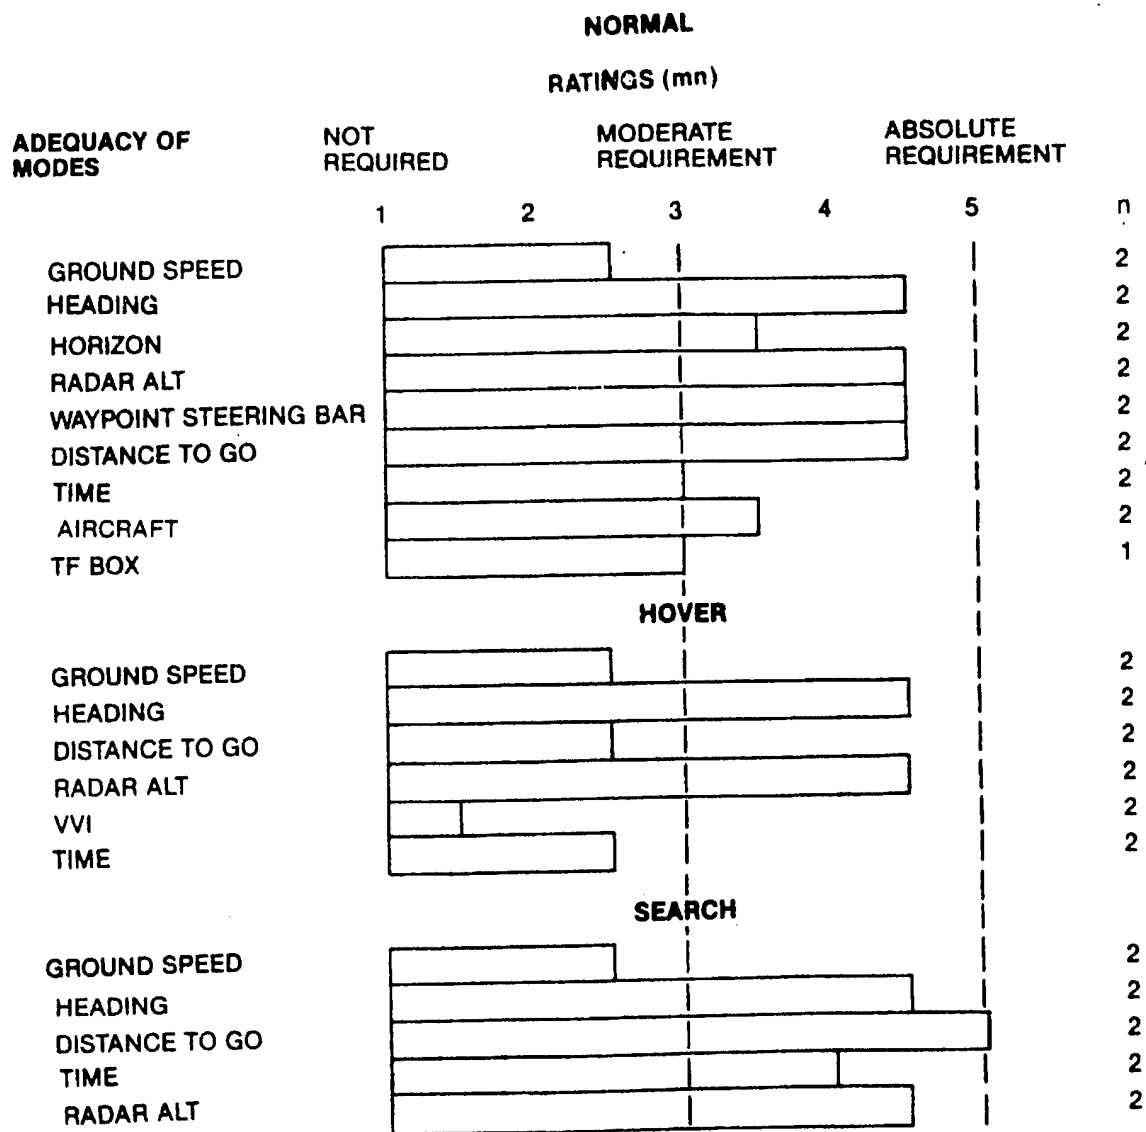 NORMAL
RATINGS (mn)
ADEQUACY OF MODES
NOT REQUIRED
MODERATE REQUIREMENT
ABSOLUTE REQUIREMENT
1 2 3 4 5 n
GROUND SPEED 2
HEADING 2
HORIZON 2
RADAR ALT 2
WAYPOINT STEERING BAR 2
DISTANCE TO GO 2
TIME 2
AIRCRAFT 2
TF BOX 1
HOVER
GROUND SPEED 2
HEADING 2
DISTANCE TO GO 2
RADAR ALT 2
VVI 2
TIME 2
SEARCH
GROUND SPEED 2
HEADING 2
DISTANCE TO GO 2
TIME 2
RADAR ALT 2